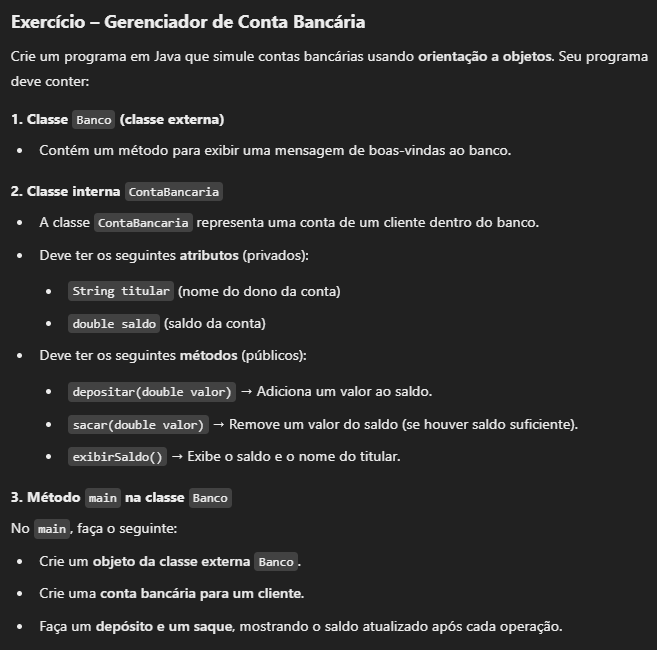 Exercício – Gerenciador de Conta Bancária
Crie um programa em Java que simule contas bancárias usando orientação a objetos. Seu programa
deve conter:
1. Classe Banco (classe externa)
• Contém um método para exibir uma mensagem de boas-vindas ao banco.
2. Classe interna ContaBancaria
• A classe ContaBancaria representa uma conta de um cliente dentro do banco.
• Deve ter os seguintes atributos (privados):
• String titular (nome do dono da conta)
• double saldo (saldo da conta)
• Deve ter os seguintes métodos (públicos):
• depositar(double valor) → Adiciona um valor ao saldo.
• sacar(double valor) → Remove um valor do saldo (se houver saldo suficiente).
• exibirSaldo() → Exibe o saldo e o nome do titular.
3. Método main na classe Banco
No main, faça o seguinte:
• Crie um objeto da classe externa Banco.
• Crie uma conta bancária para um cliente.
• Faça um depósito e um saque, mostrando o saldo atualizado após cada operação.